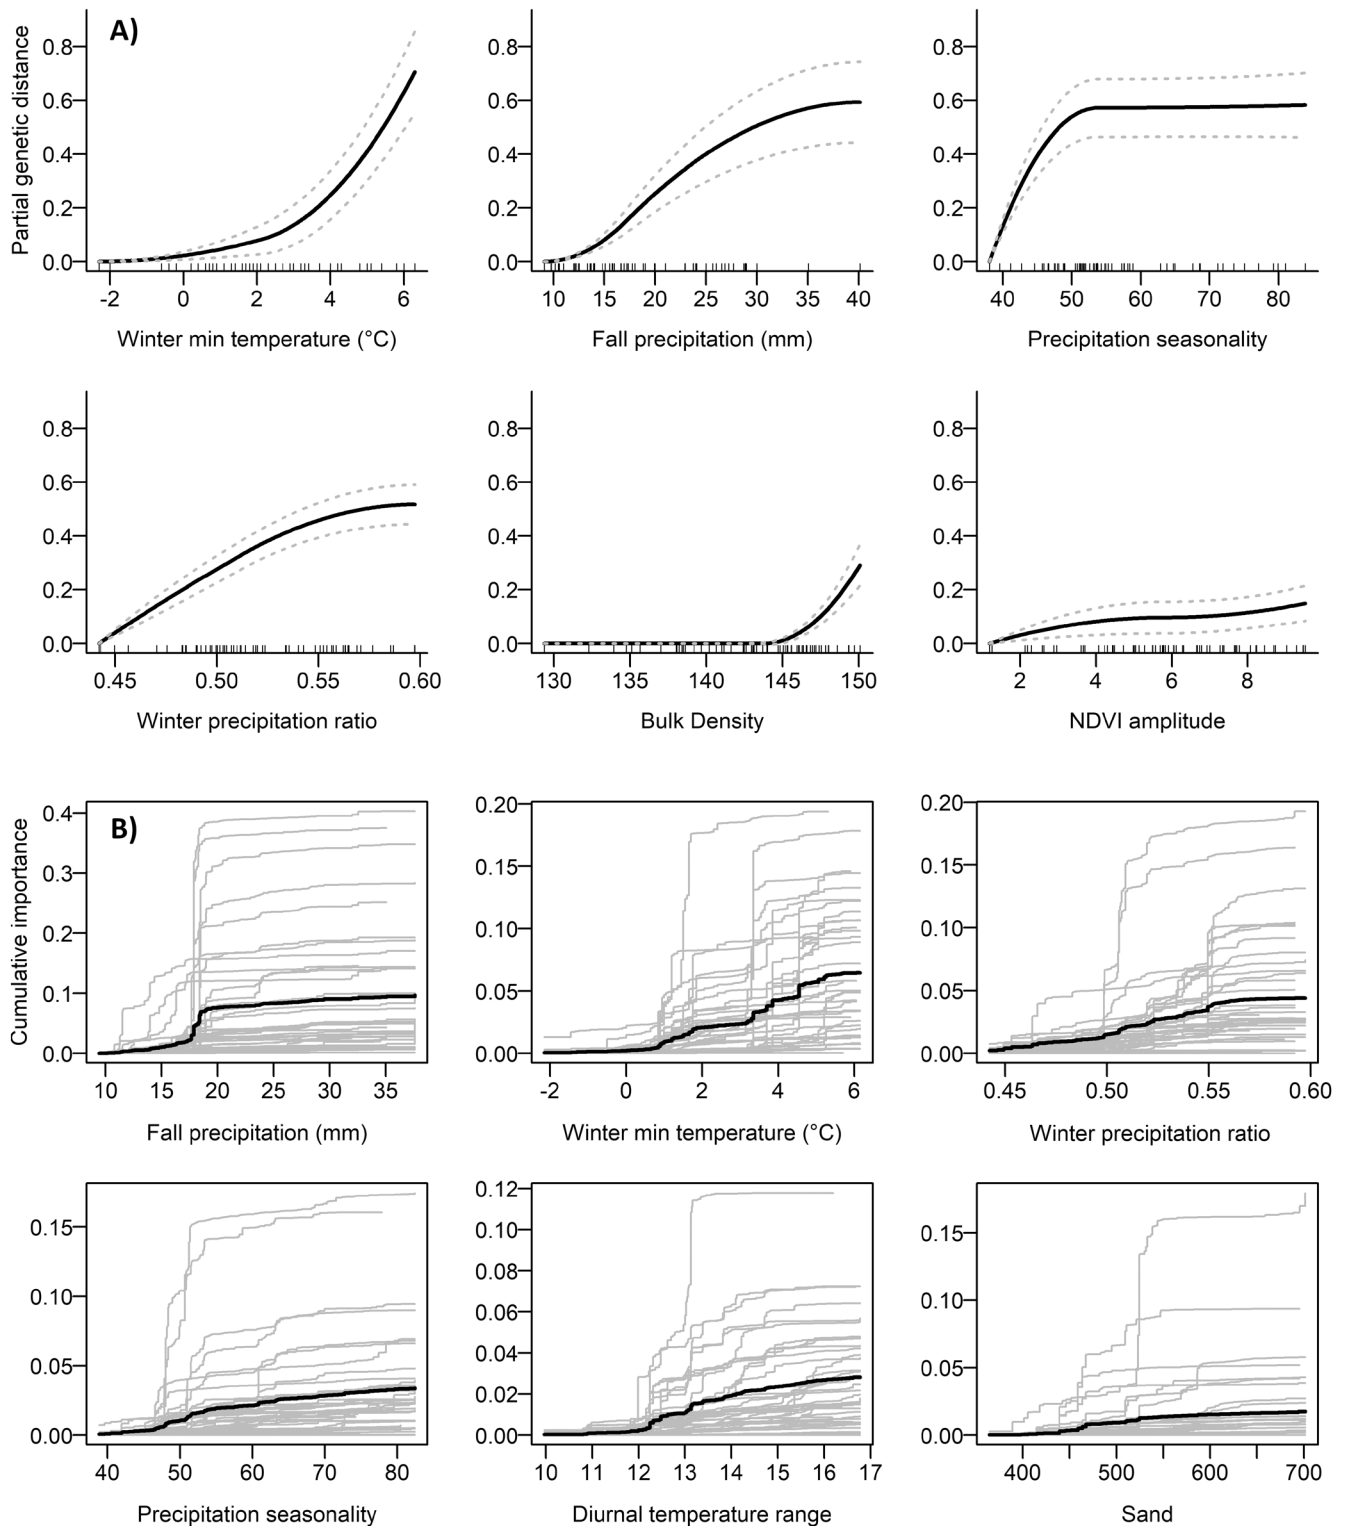 A)
Partial genetic distance
0.8 0.6 0.4 0.2 0.0
-2 0 2 4 6
Winter min temperature (°C)
0.8 0.6 0.4 0.2 0.0
10 15 20 25 30 35 40
Fall precipitation (mm)
0.8 0.6 0.4 0.2 0.0
40 50 60 70 80
Precipitation seasonality
0.8 0.6 0.4 0.2 0.0
0.45 0.50 0.55 0.60
Winter precipitation ratio
0.8 0.6 0.4 0.2 0.0
130 135 140 145 150
Bulk Density
0.8 0.6 0.4 0.2 0.0
2 4 6 8
NDVI amplitude
B)
Cumulative importance
0.4 0.3 0.2 0.1 0.0
10 15 20 25 30 35
Fall precipitation (mm)
0.20 0.15 0.10 0.05 0.00
-2 0 2 4 6
Winter min temperature (°C)
0.20 0.15 0.10 0.05 0.00
0.45 0.50 0.55 0.60
Winter precipitation ratio
0.15 0.10 0.05 0.00
40 50 60 70 80
Precipitation seasonality
0.12 0.10 0.08 0.06 0.04 0.02 0.00
10 11 12 13 14 15 16 17
Diurnal temperature range
0.15 0.10 0.05 0.00
400 500 600 700
Sand